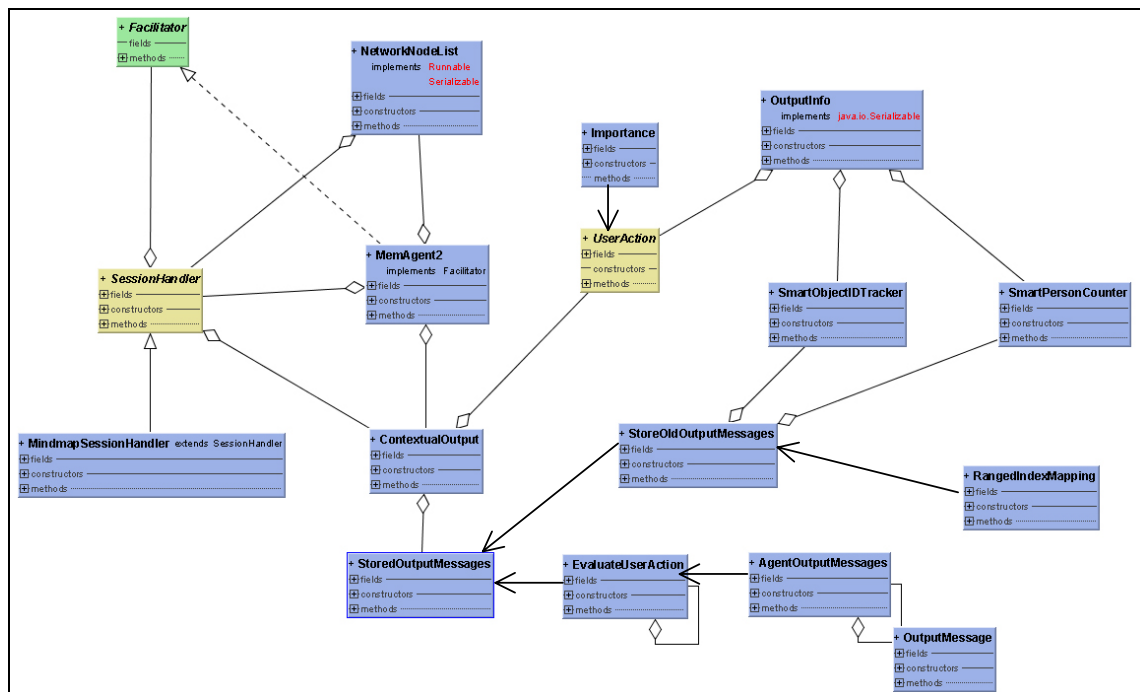 + Facilitator
fields
methods
+ NetworkNodeList
implements Runnable
Serializable
fields
constructors
methods
+ OutputInfo
implements java.io.Serializable
fields
constructors
methods
+ Importance
fields
constructors
methods
+ UserAction
fields
constructors
methods
+ MemAgent2
implements Facilitator
fields
constructors
methods
+ SessionHandler
fields
constructors
methods
+ SmartObjectIDTracker
fields
constructors
methods
+ SmartPersonCounter
fields
constructors
methods
+ MindmapSessionHandler extends SessionHandler
fields
constructors
methods
+ ContextualOutput
fields
constructors
methods
+ StoreOldOutputMessages
fields
constructors
methods
+ RangedIndexMapping
fields
constructors
methods
+ StoredOutputMessages
fields
constructors
methods
+ EvaluateUserAction
fields
constructors
methods
+ AgentOutputMessages
fields
constructors
methods
+ OutputMessage
fields
constructors
methods